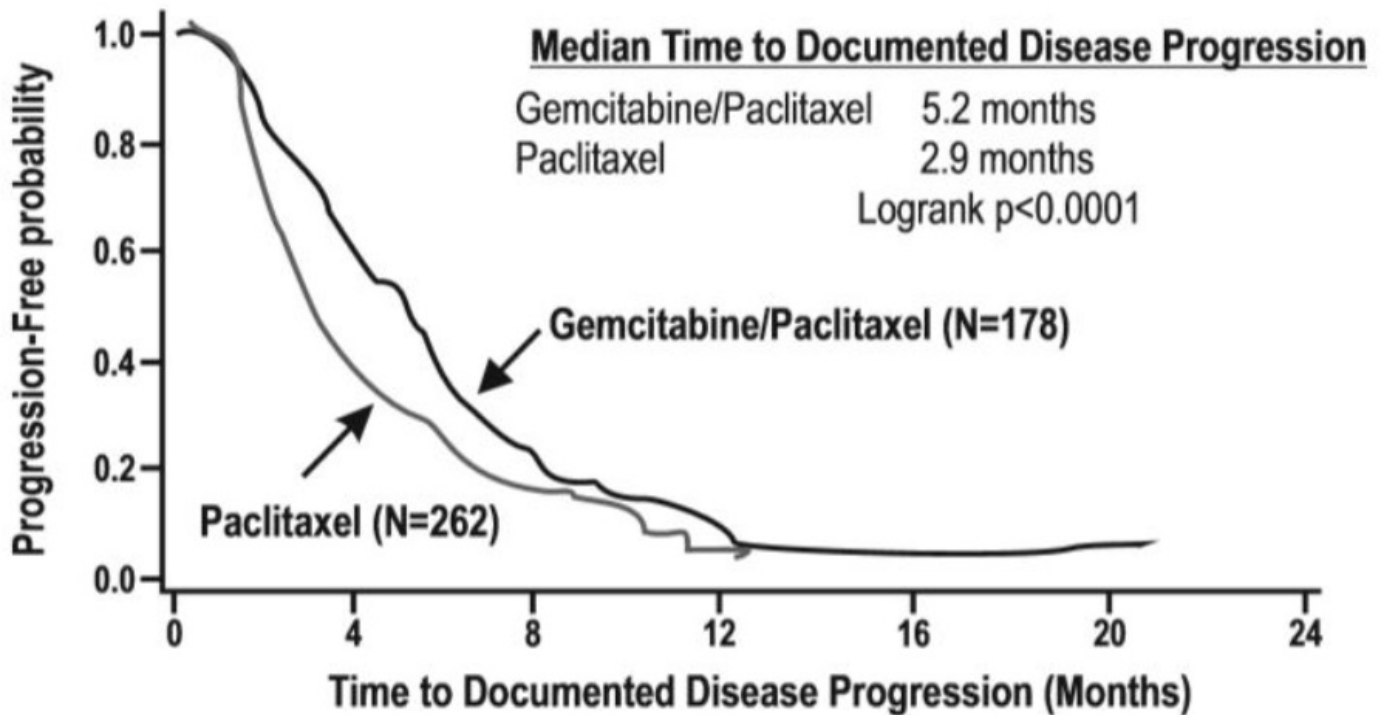 Median Time to Documented Disease Progression
Gemcitabine/Paclitaxel 5.2 months
Paclitaxel 2.9 months
Logrank p<0.0001
Progression-Free probability
1.0
0.8
0.6
0.4
0.2
0.0
Gemcitabine/Paclitaxel (N=178)
Paclitaxel (N=262)
0 4 8 12 16 20 24
Time to Documented Disease Progression (Months)